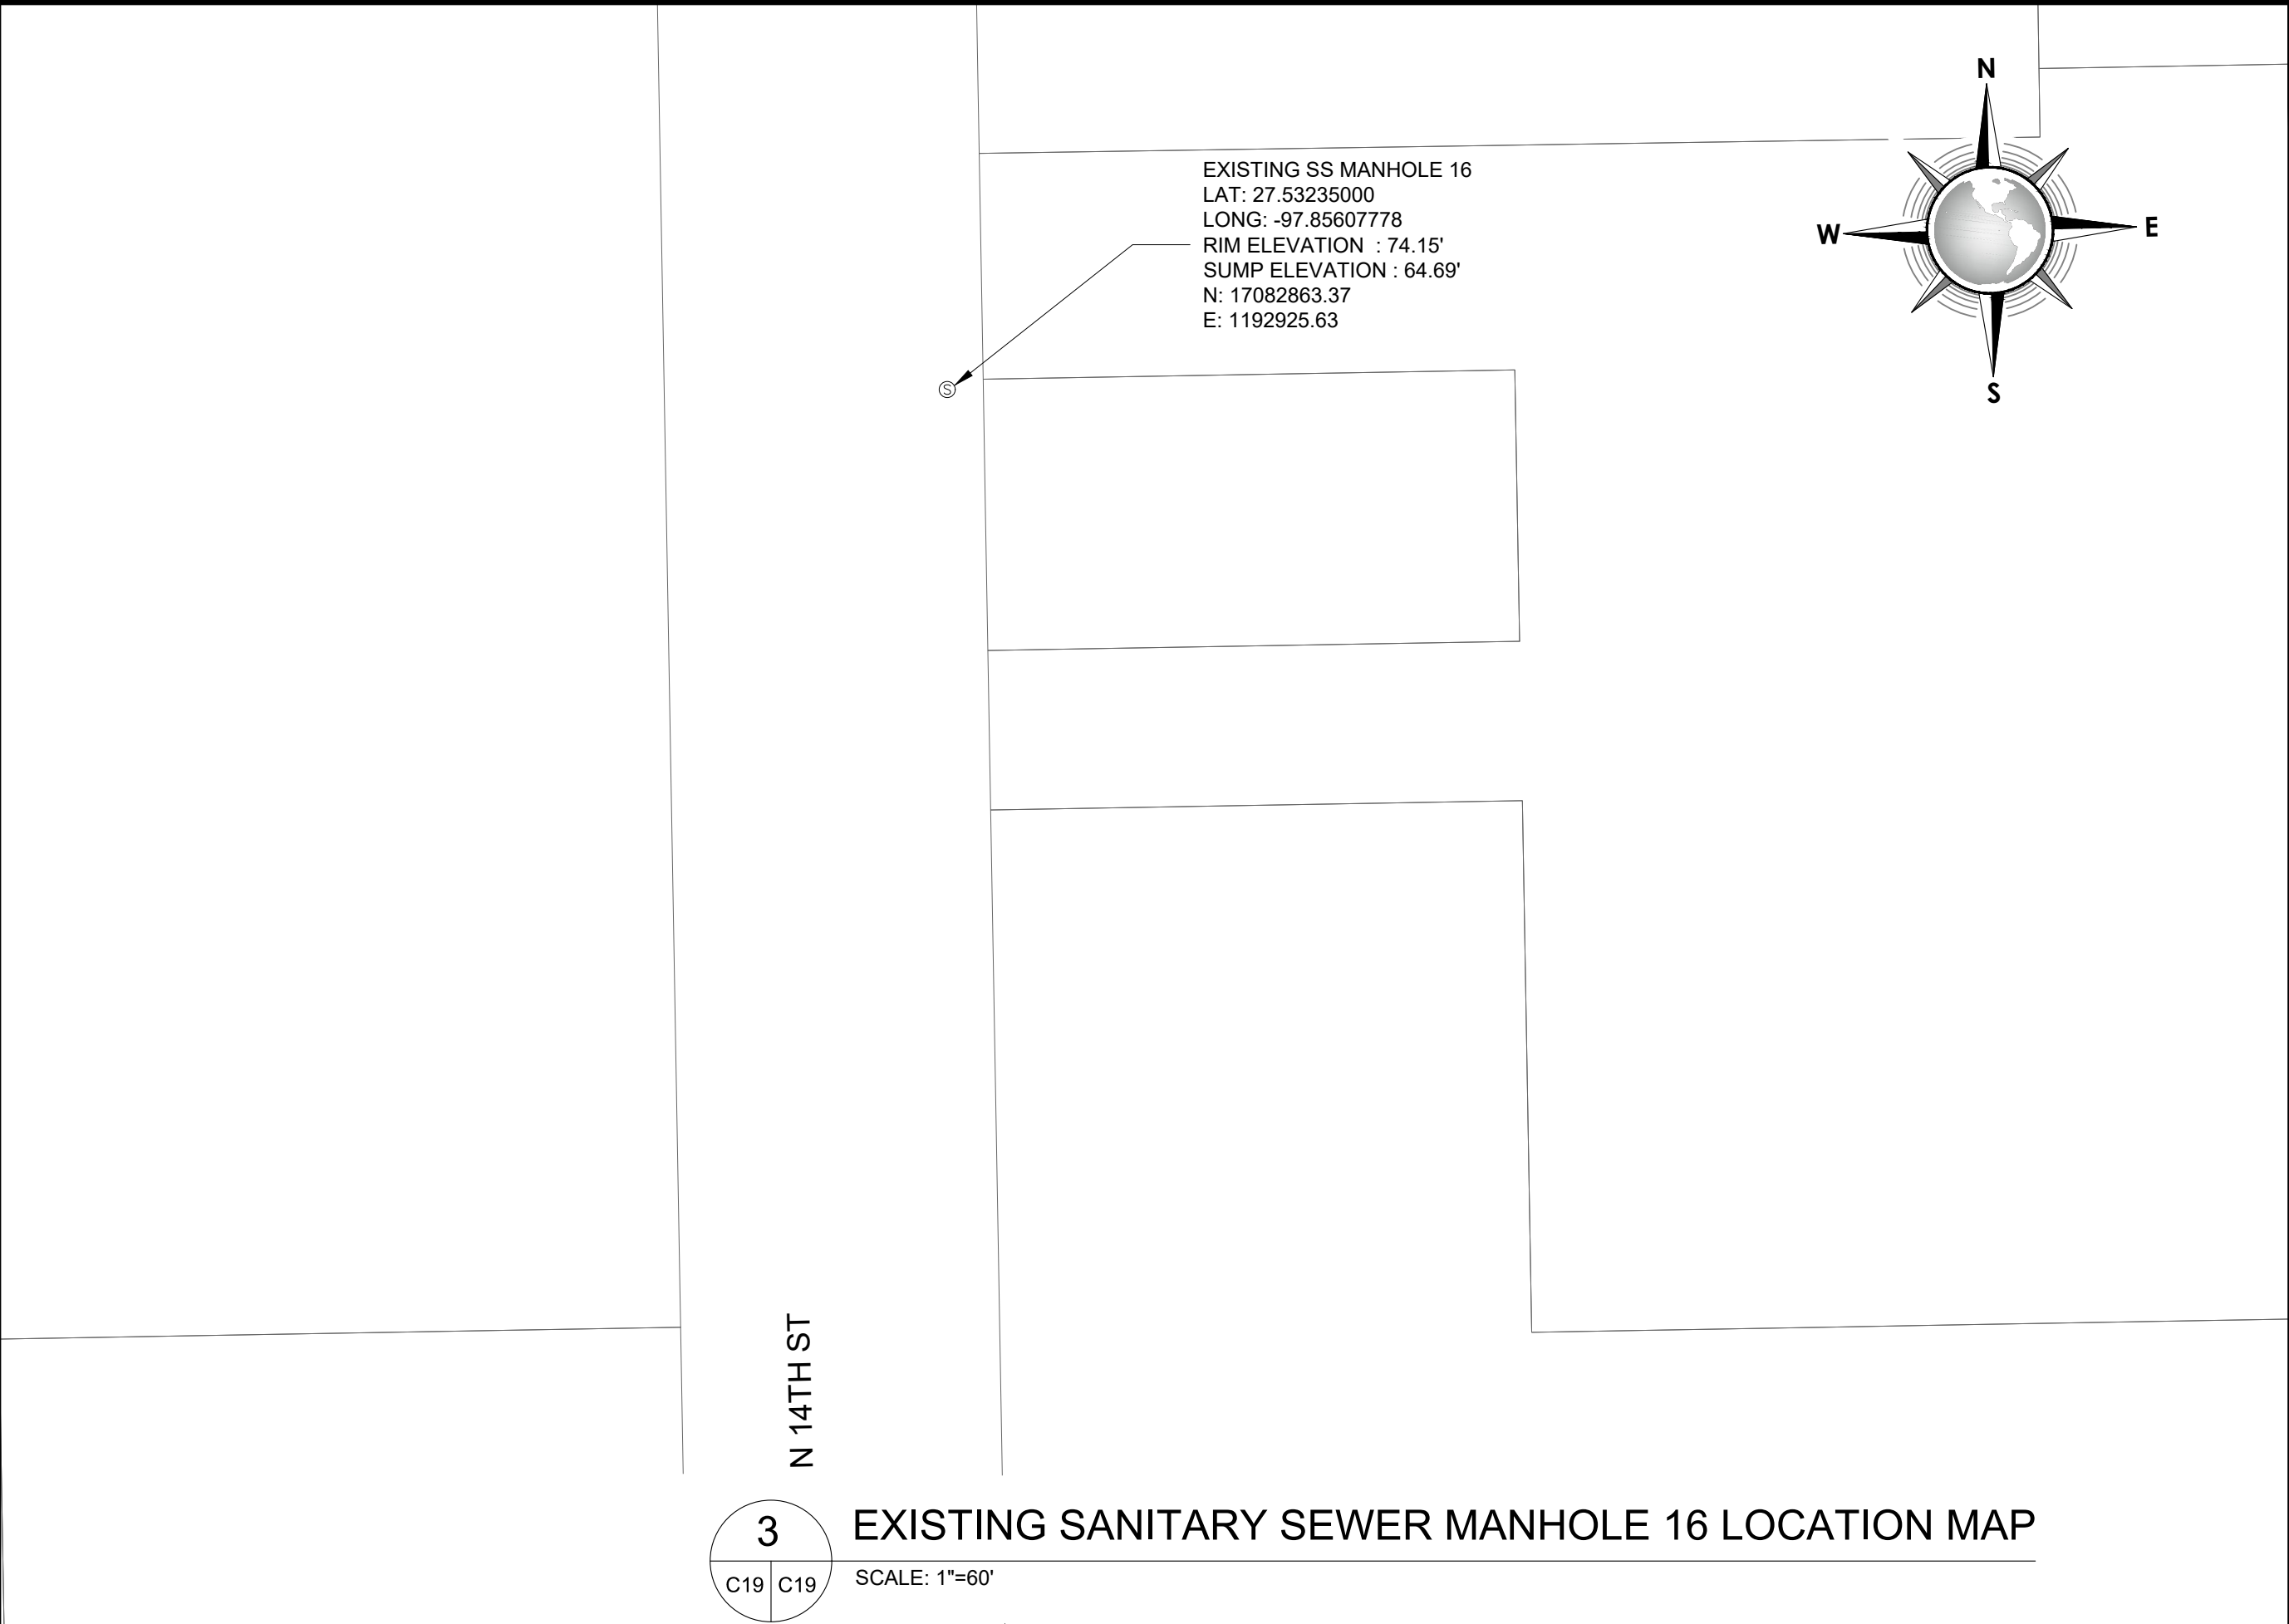 N
W
E
S
EXISTING SS MANHOLE 16
LAT: 27.53235000
LONG: -97.85607778
RIM ELEVATION : 74.15'
SUMP ELEVATION : 64.69'
N: 17082863.37
E: 1192925.63
S
N 14TH ST
3
C19 C19
EXISTING SANITARY SEWER MANHOLE 16 LOCATION MAP
SCALE: 1"=60'